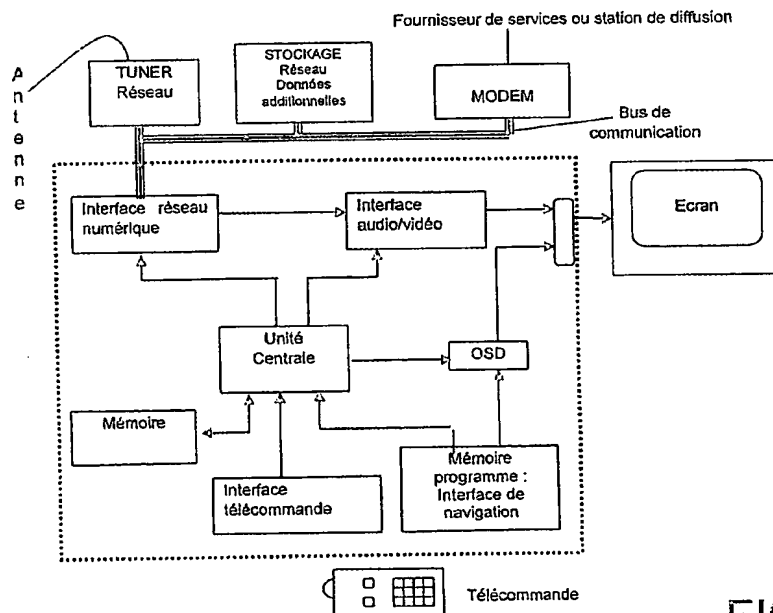 Fournisseur de services ou station de diffusion
Antenne
TUNER
Réseau
STOCKAGE
Réseau
Données
additionnelles
MODEM
Bus de
communication
Interface réseau
numérique
Interface
audio/vidéo
Ecran
Unité
Centrale
OSD
Mémoire
Interface
télécommande
Mémoire
programme :
Interface de
navigation
Télécommande